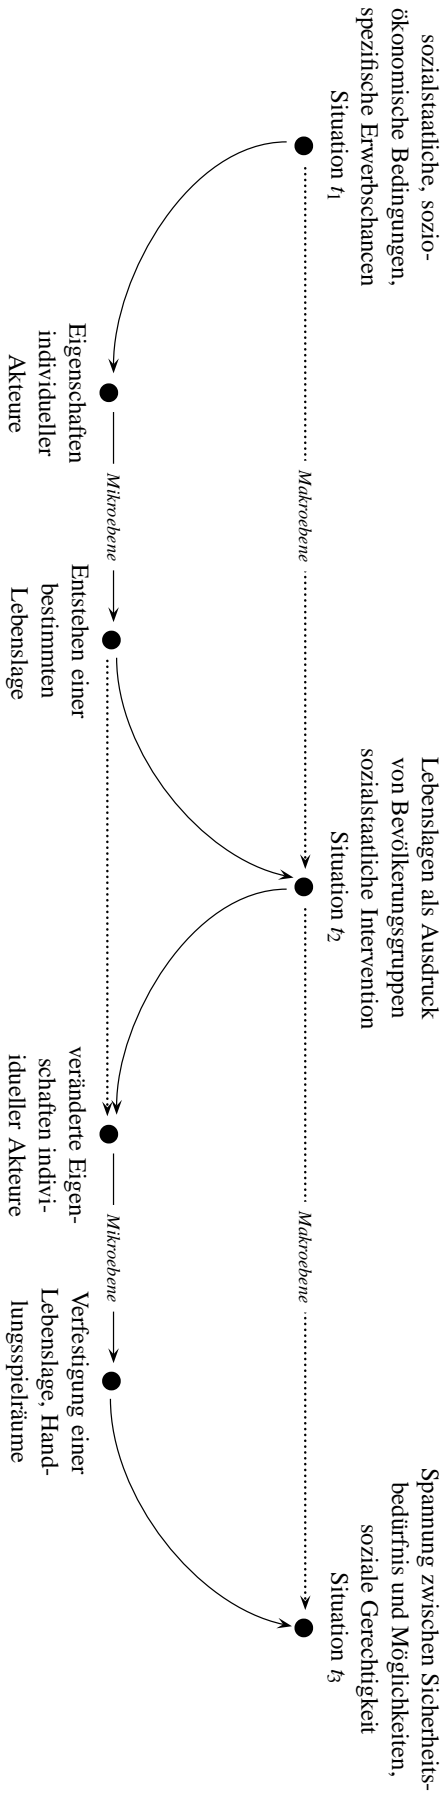 sozialstaatliche, sozio-
ökonomische Bedingungen,
spezifische Erwerbschancen
Situation t1
Makroebene
Lebenslagen als Ausdruck
von Bevölkerungsgruppen
sozialstaatliche Intervention
Situation t2
Makroebene
Spannung zwischen Sicherheits-
bedürfnis und Möglichkeiten,
soziale Gerechtigkeit
Situation t3
Eigenschaften
individueller
Akteure
Mikroebene
Entstehen einer
bestimmten
Lebenslage
veränderte Eigen-
schaften indivi-
idueller Akteure
Mikroebene
Verfestigung einer
Lebenslage, Hand-
lungsspielräume